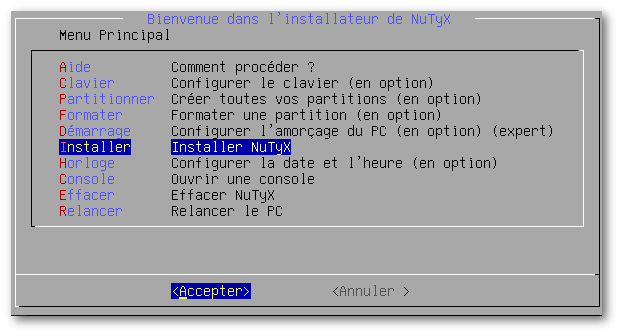 Bienvenue dans l'installateur de NuTyX
Menu Principal
Aide Comment procéder ?
Clavier Configurer le clavier (en option)
Partitionner Créer toutes vos partitions (en option)
Formater Formater une partition (en option)
Démarrage Configurer l'amorçage du PC (en option) (expert)
Installer Installer NuTyX
Horloge Configurer la date et l'heure (en option)
Console Ouvrir une console
Effacer Effacer NuTyX
Relancer Relancer le PC
<Accepter> <Annuler >